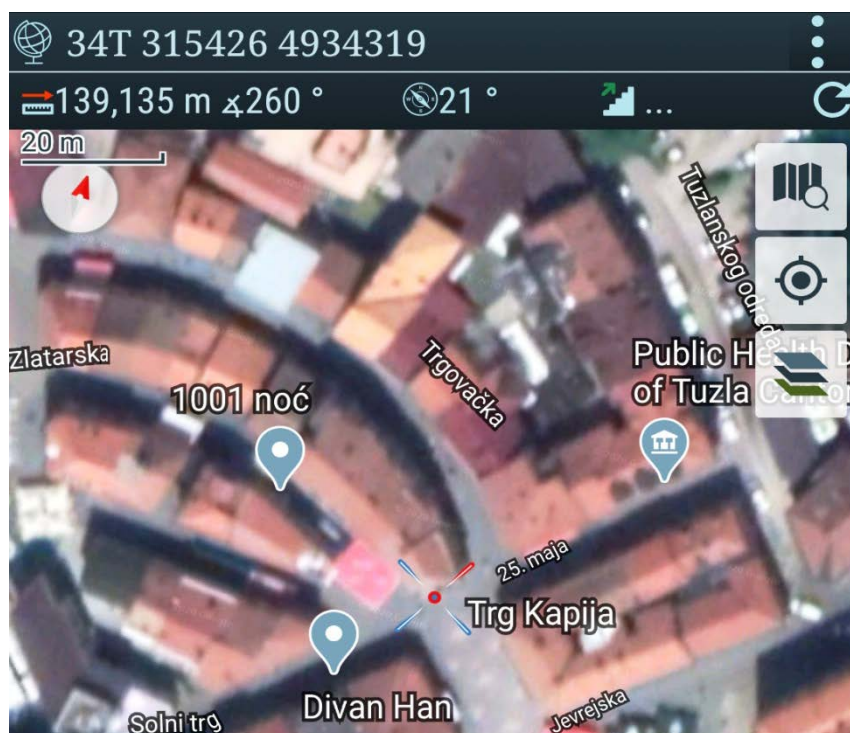 34T 315426 4934319
139,135 m ∡260 ° 21 ° ...
20 m
Tuzlanskog odreda
Zlatarska
Trgovačka
Public He
of Tuzla Canton
1001 noć
25. maja
Trg Kapija
Divan Han
Jevrejska
Solni trg